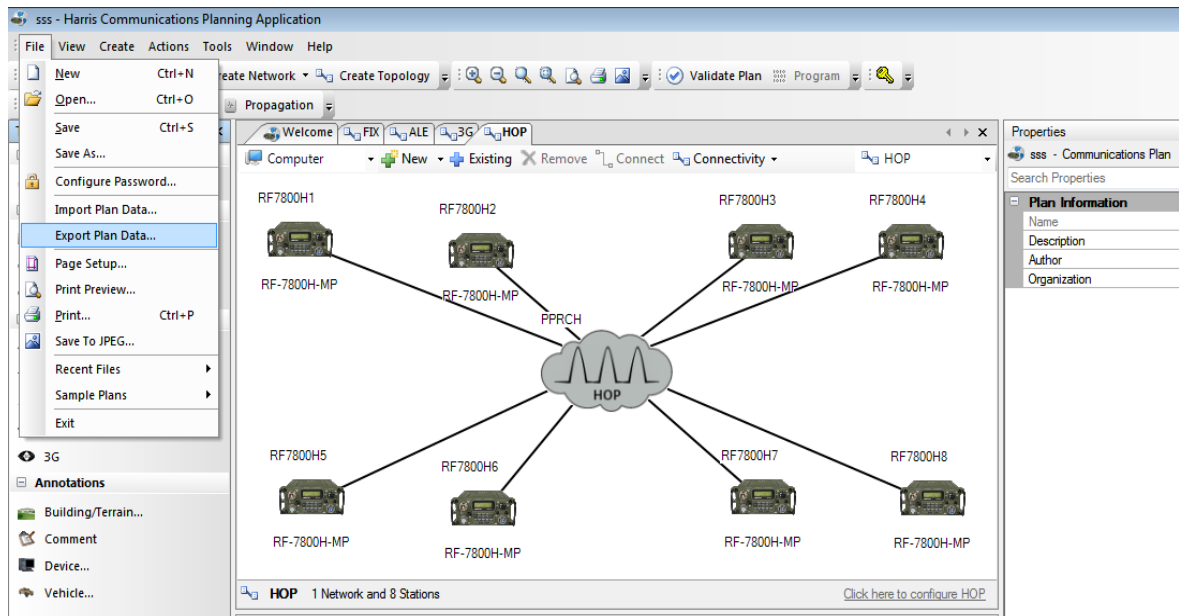 sss - Harris Communications Planning Application
File View Create Actions Tools Window Help
New Ctrl+N
Open... Ctrl+O
Save Ctrl+S
Save As...
Configure Password...
Import Plan Data...
Export Plan Data...
Page Setup...
Print Preview...
Print... Ctrl+P
Save To JPEG...
Recent Files
Sample Plans
Exit
Network Create Topology Validate Plan Program
Propagation
Welcome FIX ALE 3G HOP
Computer New Existing Remove Connect Connectivity HOP
RF7800H1
RF7800H2
RF7800H3
RF7800H4
RF-7800H-MP
RF-7800H-MP
RF-7800H-MP
RF-7800H-MP
PPRCH
HOP
RF7800H5
RF7800H6
RF7800H7
RF7800H8
RF-7800H-MP
RF-7800H-MP
RF-7800H-MP
RF-7800H-MP
HOP 1 Network and 8 Stations Click here to configure HOP
3G
Annotations
Building/Terrain...
Comment
Device...
Vehicle...
Properties
sss - Communications Plan
Search Properties
Plan Information
Name
Description
Author
Organization